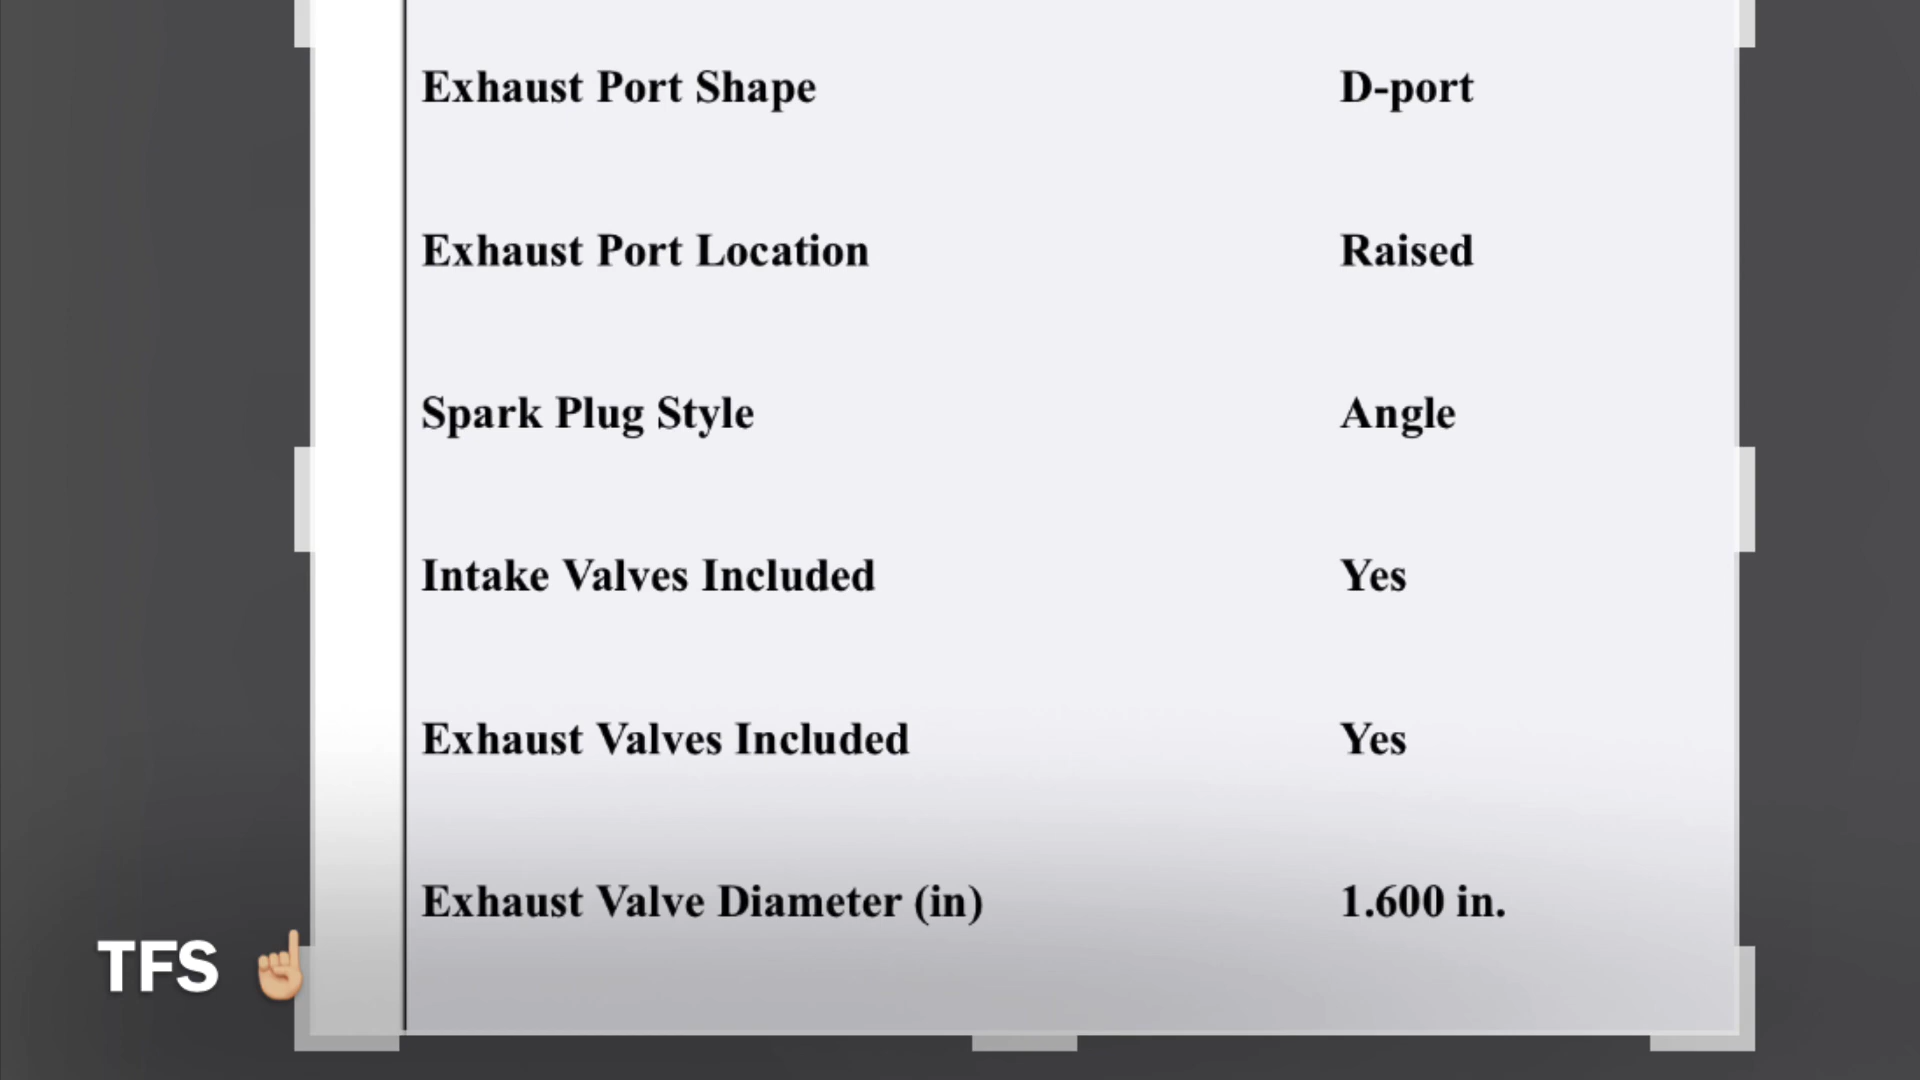 Exhaust Port Shape D-port
Exhaust Port Location Raised
Spark Plug Style Angle
Intake Valves Included Yes
Exhaust Valves Included Yes
Exhaust Valve Diameter (in) 1.600 in.
TFS ☝🏼